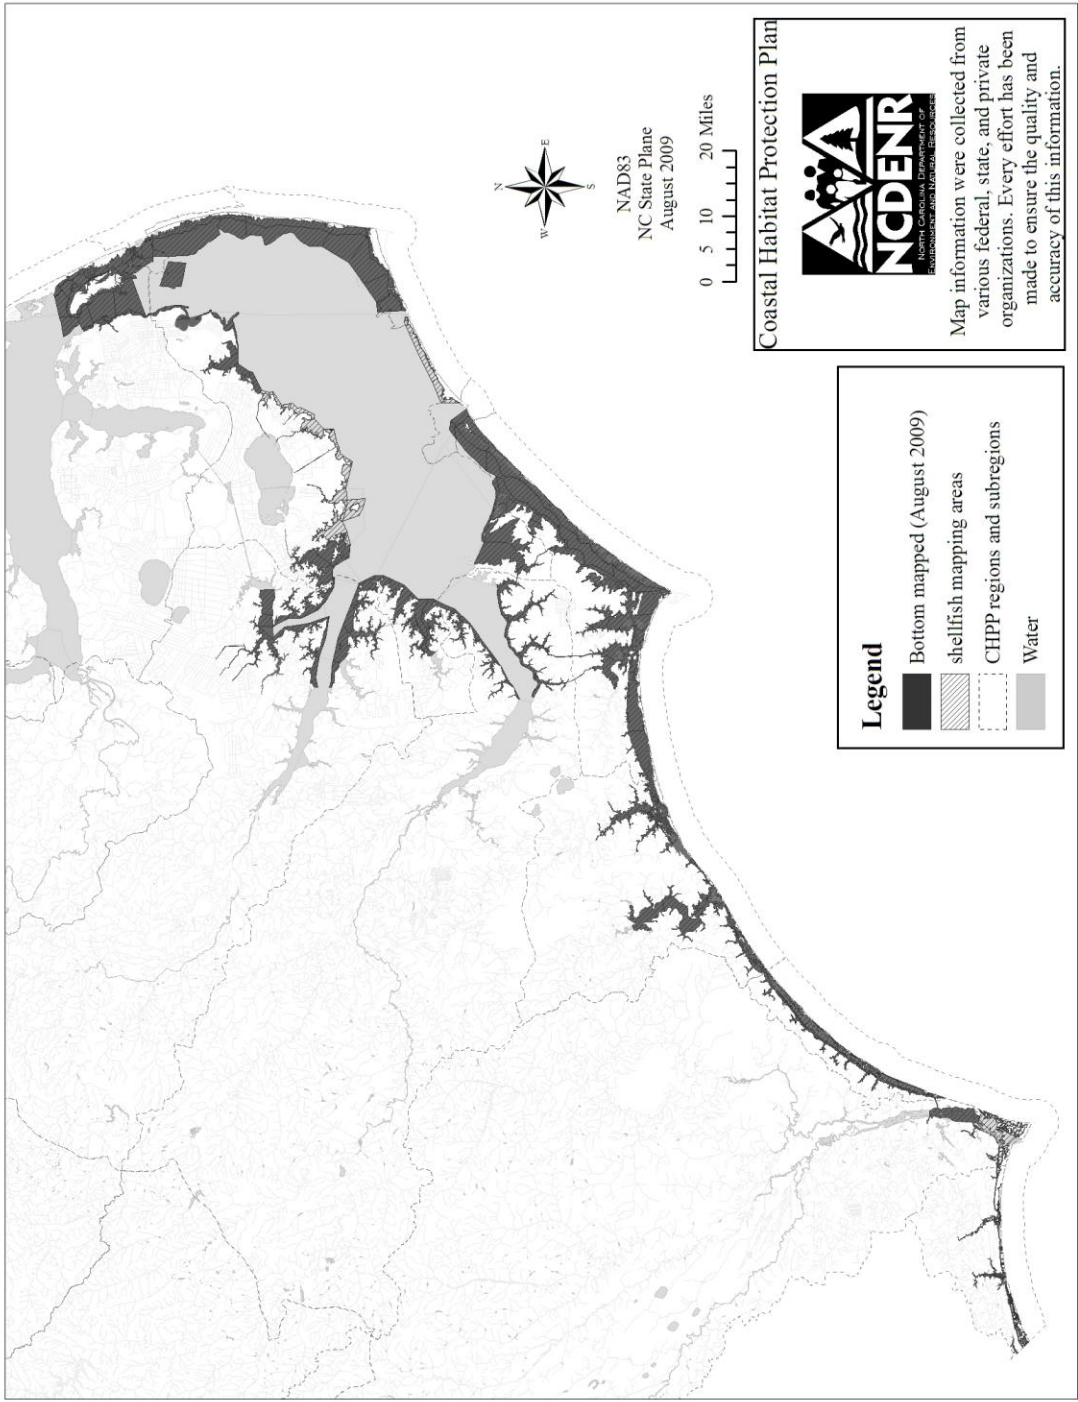 N
W
E
S
NAD83
NC State Plane
August 2009
0 5 10 20 Miles
Coastal Habitat Protection Plan
NCDENR
NORTH CAROLINA DEPARTMENT OF
ENVIRONMENT AND NATURAL RESOURCES
Map information were collected from
various federal, state, and private
organizations. Every effort has been
made to ensure the quality and
accuracy of this information.
Legend
Bottom mapped (August 2009)
shellfish mapping areas
CHPP regions and subregions
Water